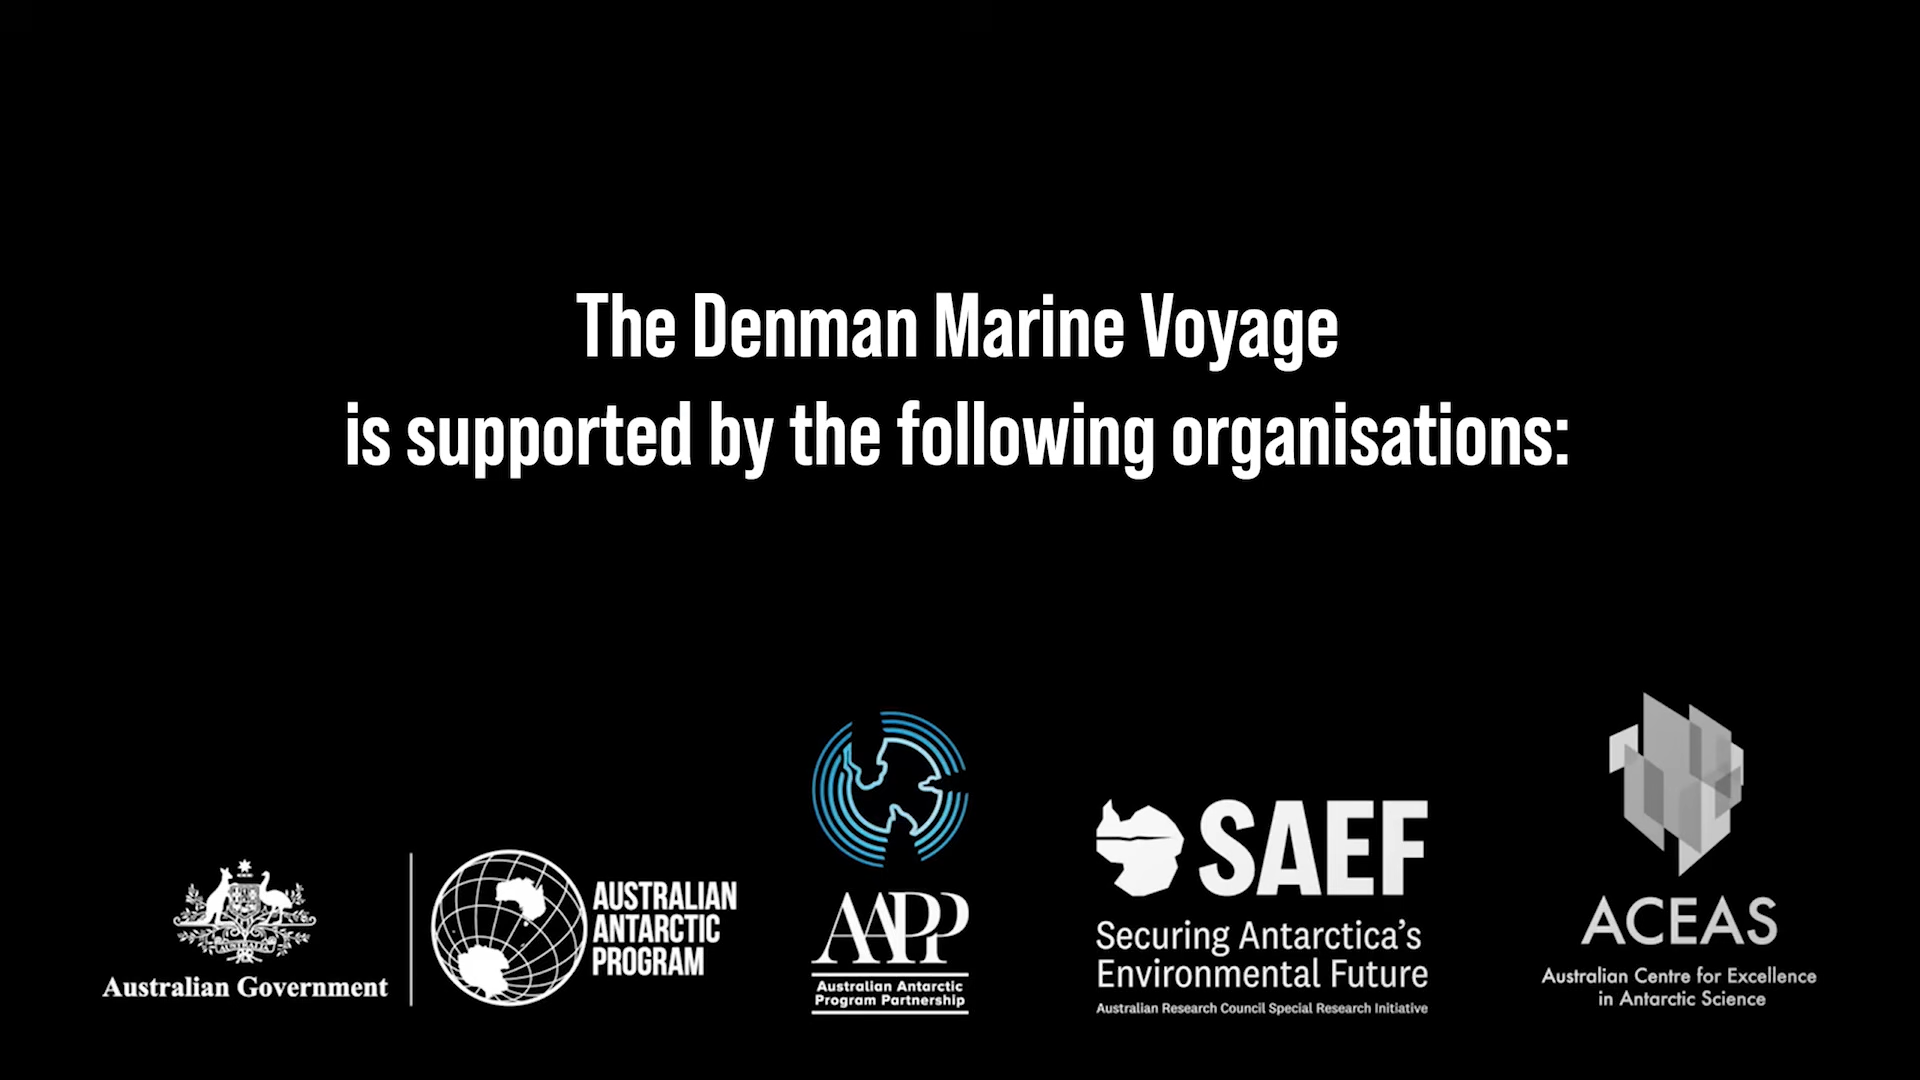 The Denman Marine Voyage
is supported by the following organisations:
AUSTRALIA
Australian Government
AUSTRALIAN
ANTARCTIC
PROGRAM
AAPP
Australian Antarctic
Program Partnership
SAEF
Securing Antarctica's
Environmental Future
Australian Research Council Special Research Initiative
ACEAS
Australian Centre for Excellence
in Antarctic Science